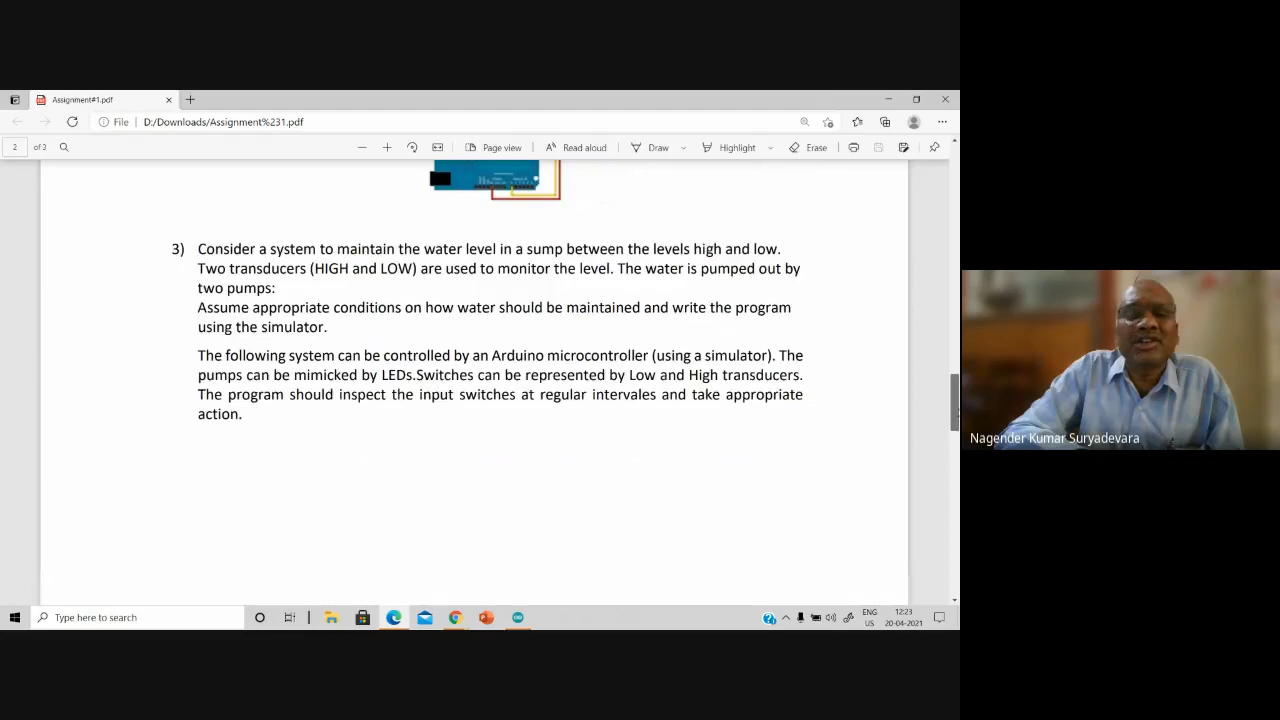 Assignment#1.pdf
File D:/Downloads/Assignment%231.pdf
2 of 3 Page view Read aloud Draw Highlight Erase
3) Consider a system to maintain the water level in a sump between the levels high and low.
Two transducers (HIGH and LOW) are used to monitor the level. The water is pumped out by
two pumps:
Assume appropriate conditions on how water should be maintained and write the program
using the simulator.
The following system can be controlled by an Arduino microcontroller (using a simulator). The
pumps can be mimicked by LEDs.Switches can be represented by Low and High transducers.
The program should inspect the input switches at regular intervales and take appropriate
action.
Nagender Kumar Suryadevara
Type here to search
ENG
US
12:23
20-04-2021